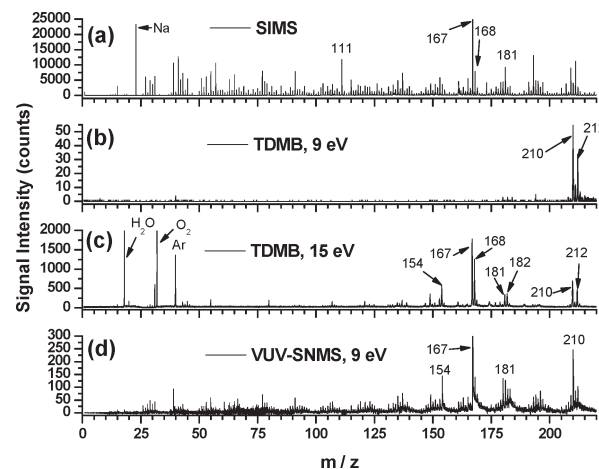 Signal Intensity (counts)
(a)
SIMS
Na
111
167
168
181
25000
20000
15000
10000
5000
0
(b)
TDMB, 9 eV
210
212
50
40
30
20
10
0
(c)
TDMB, 15 eV
H2O
O2
Ar
154
167
168
181
182
210
212
2000
1500
1000
500
0
(d)
VUV-SNMS, 9 eV
167
154
181
210
300
250
200
150
100
50
0
0 25 50 75 100 125 150 175 200
m / z